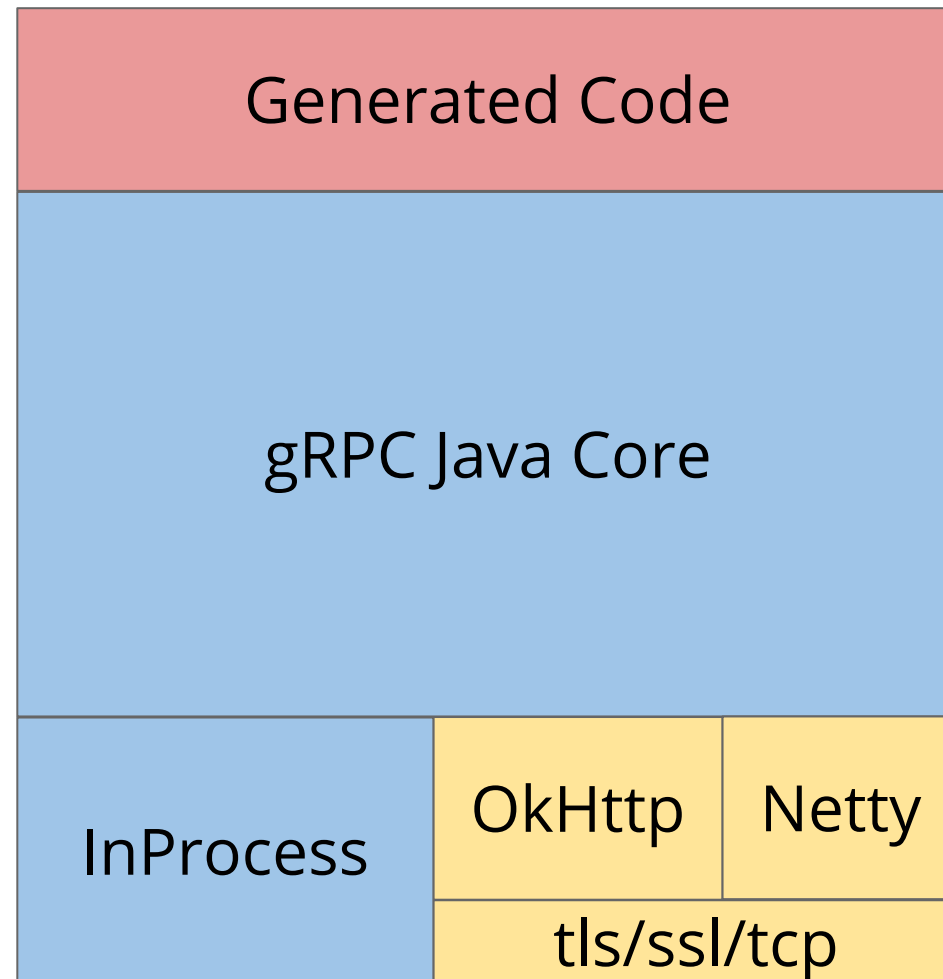 Generated Code
gRPC Java Core
OkHttp
Netty
InProcess
tls/ssl/tcp